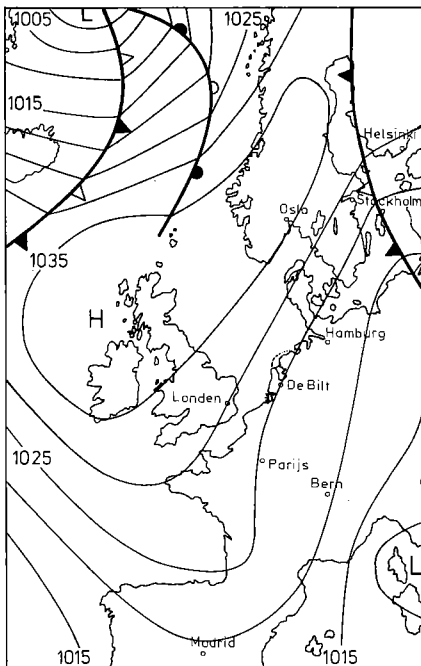 1005
L
1025
1015
Helsinki
Stockholm
Oslo
1035
H
Hamburg
Londen
De Bilt
1025
Parijs
Bern
L
Madrid
1015
1015